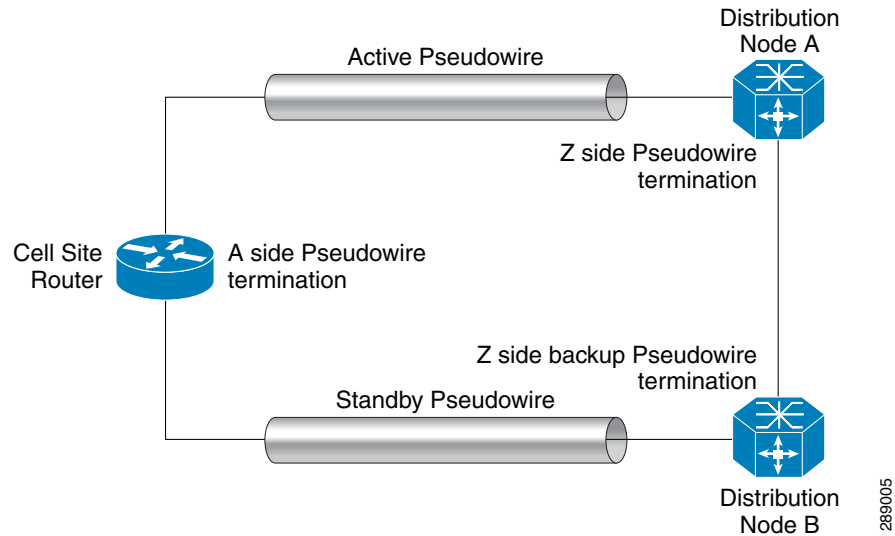 Distribution
Node A
Active Pseudowire
Z side Pseudowire
termination
Cell Site
Router
A side Pseudowire
termination
Z side backup Pseudowire
termination
Standby Pseudowire
Distribution
Node B
289005